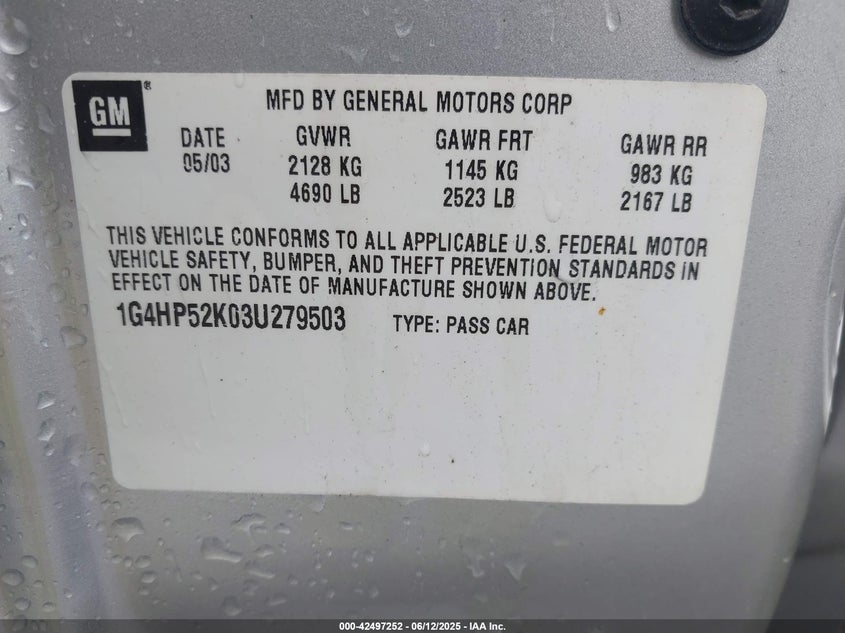 GM®
MFD BY GENERAL MOTORS CORP
DATE GVWR GAWR FRT GAWR RR
05/03 2128 KG 1145 KG 983 KG
4690 LB 2523 LB 2167 LB
THIS VEHICLE CONFORMS TO ALL APPLICABLE U.S. FEDERAL MOTOR
VEHICLE SAFETY, BUMPER, AND THEFT PREVENTION STANDARDS IN
EFFECT ON THE DATE OF MANUFACTURE SHOWN ABOVE.
1G4HP52K03U279503 TYPE: PASS CAR
000-42497252 - 06/12/2025 - IAA Inc.